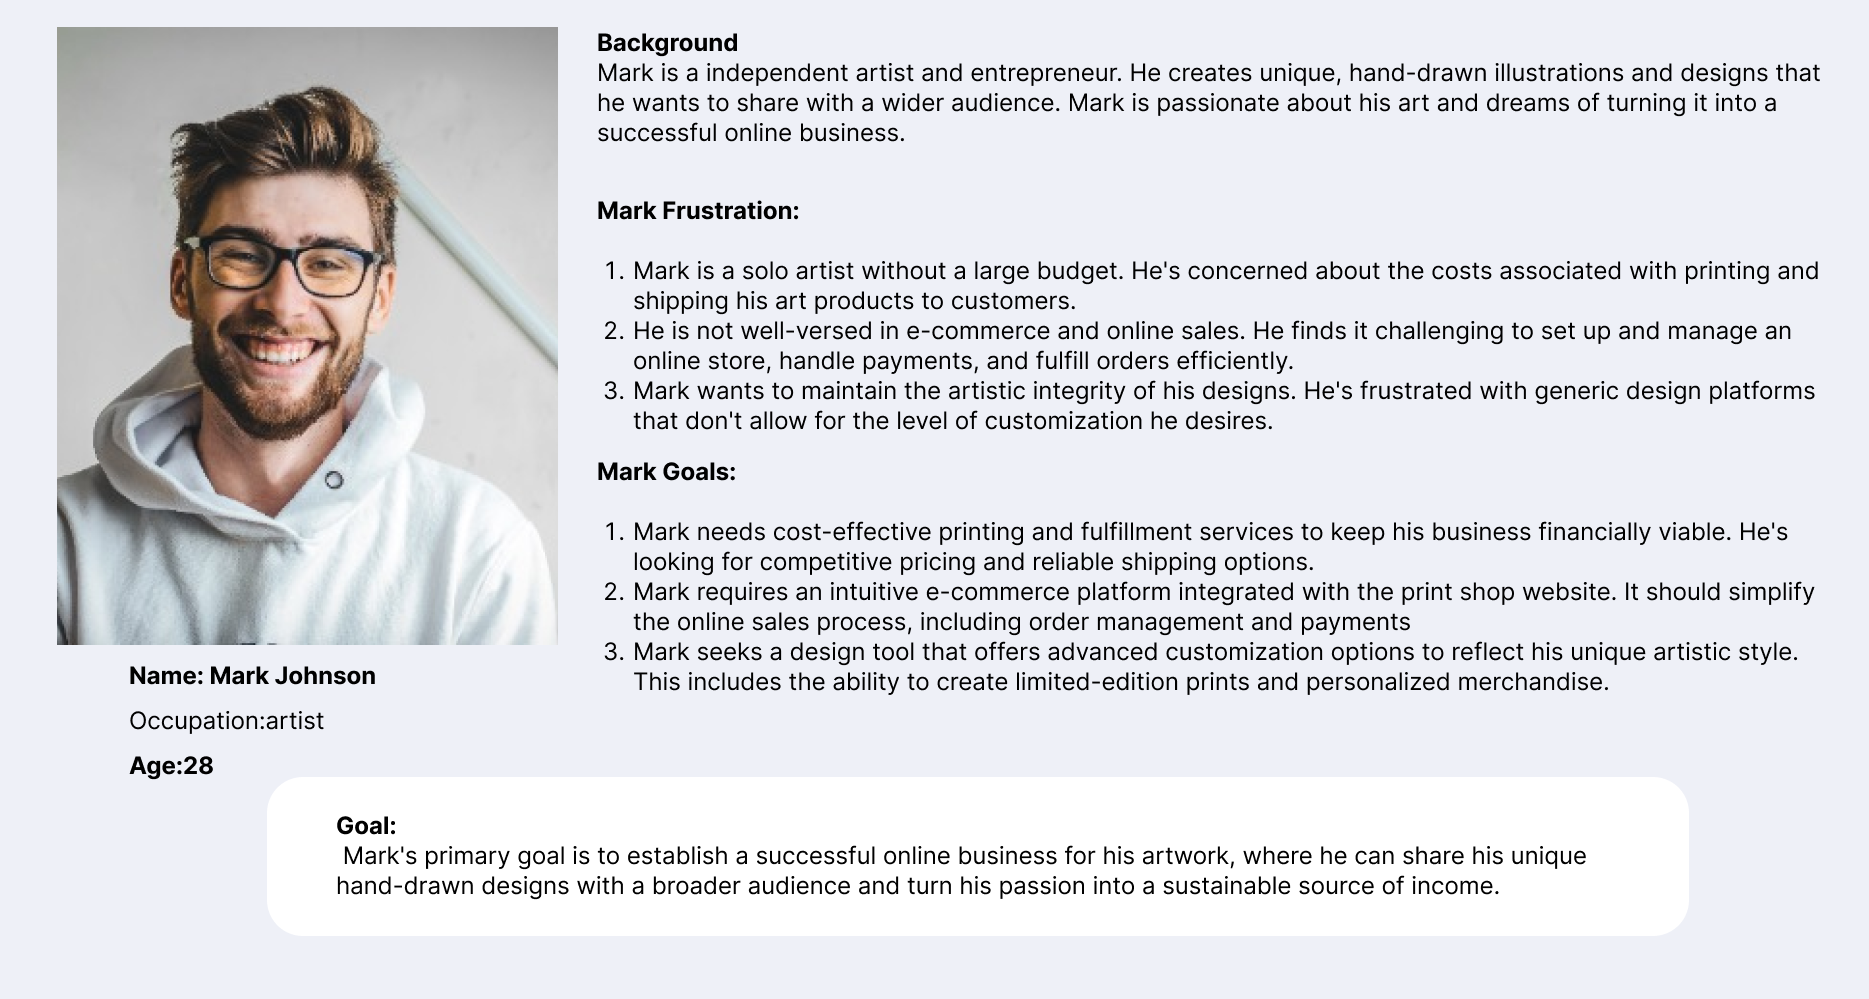 Background
Mark is a independent artist and entrepreneur. He creates unique, hand-drawn illustrations and designs that
he wants to share with a wider audience. Mark is passionate about his art and dreams of turning it into a
successful online business.
Mark Frustration:
1. Mark is a solo artist without a large budget. He's concerned about the costs associated with printing and
shipping his art products to customers.
2. He is not well-versed in e-commerce and online sales. He finds it challenging to set up and manage an
online store, handle payments, and fulfill orders efficiently.
3. Mark wants to maintain the artistic integrity of his designs. He's frustrated with generic design platforms
that don't allow for the level of customization he desires.
Mark Goals:
1. Mark needs cost-effective printing and fulfillment services to keep his business financially viable. He's
looking for competitive pricing and reliable shipping options.
2. Mark requires an intuitive e-commerce platform integrated with the print shop website. It should simplify
the online sales process, including order management and payments
3. Mark seeks a design tool that offers advanced customization options to reflect his unique artistic style.
This includes the ability to create limited-edition prints and personalized merchandise.
Name: Mark Johnson
Occupation:artist
Age:28
Goal:
Mark's primary goal is to establish a successful online business for his artwork, where he can share his unique
hand-drawn designs with a broader audience and turn his passion into a sustainable source of income.